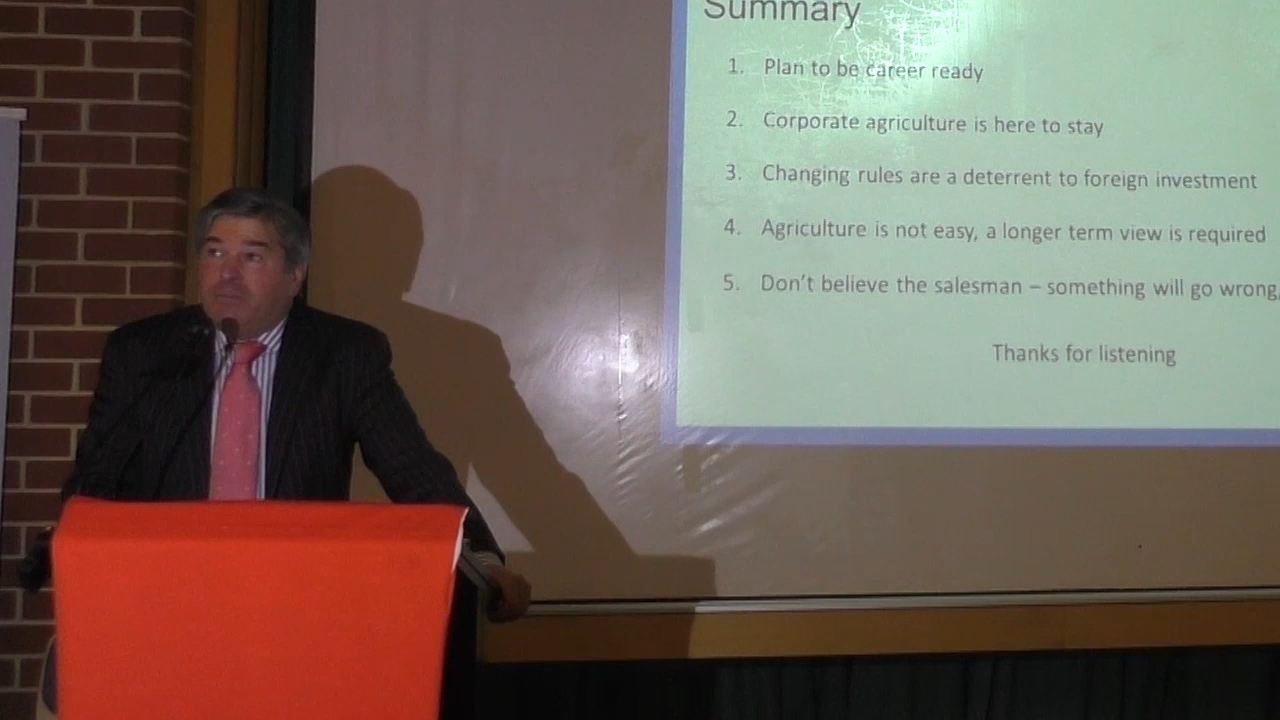 Summary
1. Plan to be career ready
2. Corporate agriculture is here to stay
3. Changing rules are a deterrent to foreign investment
4. Agriculture is not easy, a longer term view is required
5. Don't believe the salesman – something will go wrong,
Thanks for listening